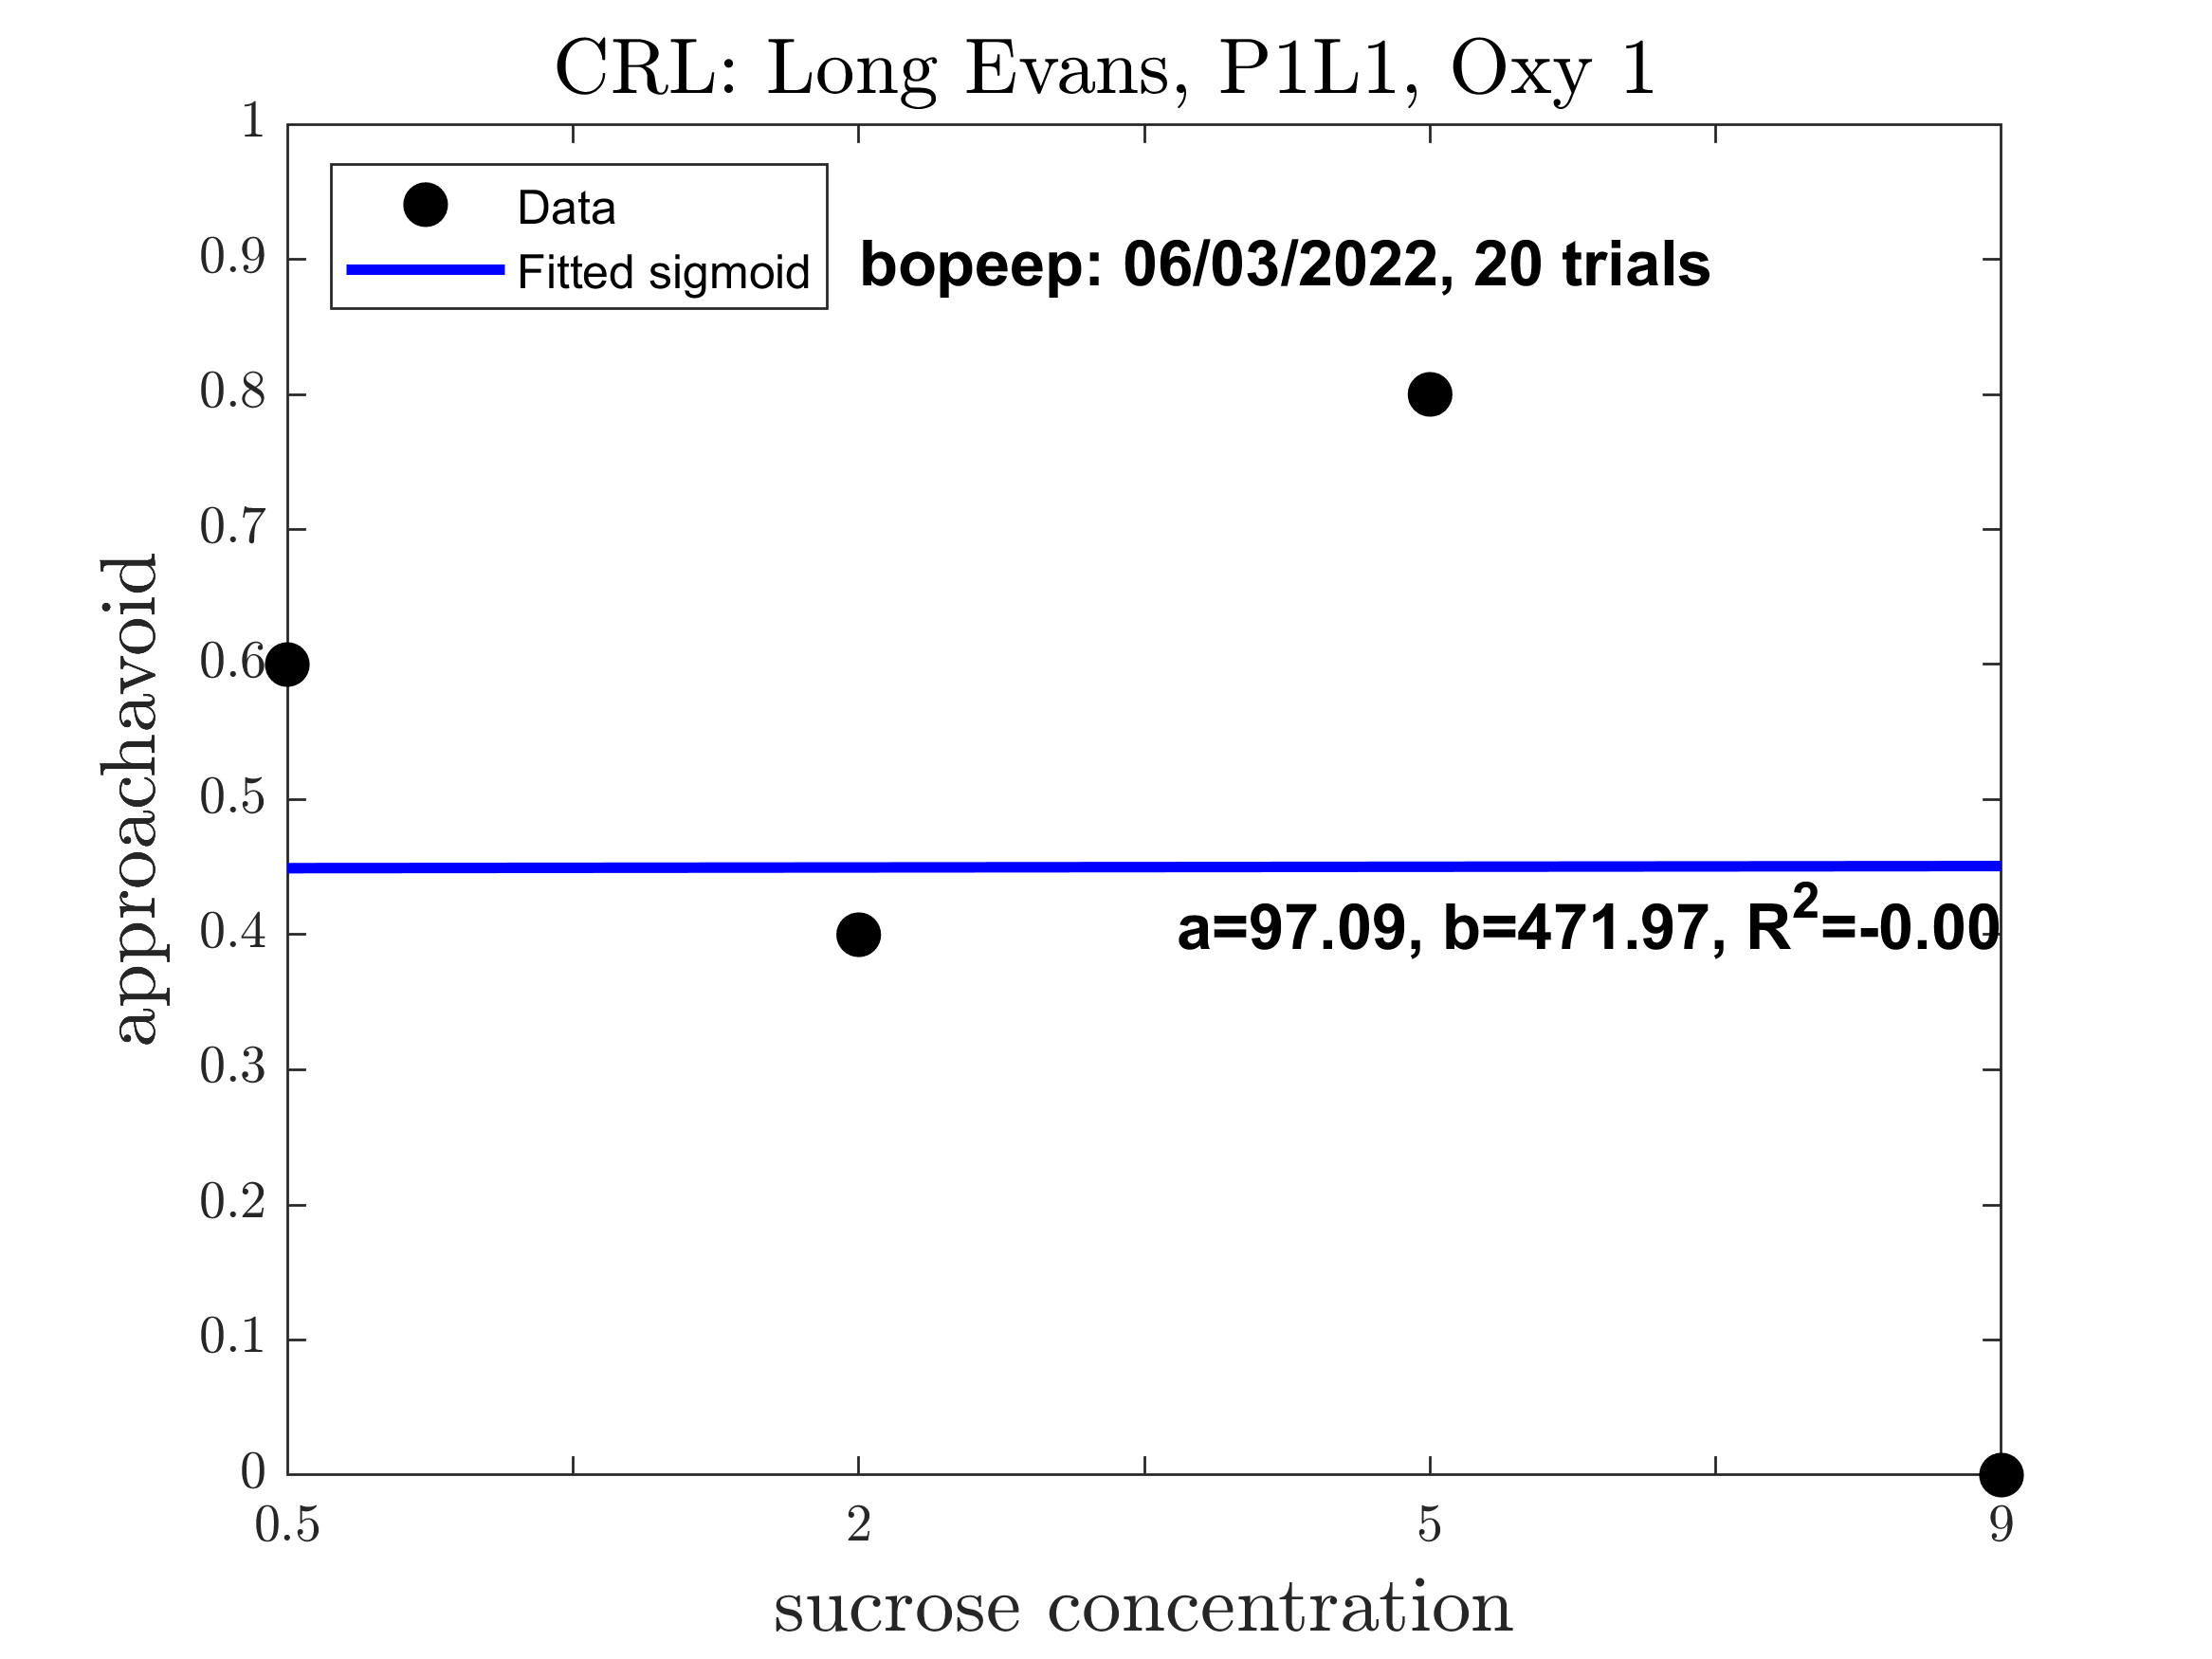 CRL: Long Evans, P1L1, Oxy 1
1
0.9
0.8
0.7
0.6
0.5
0.4
0.3
0.2
0.1
0
approachavoid
Data
Fitted sigmoid
bopeep: 06/03/2022, 20 trials
a=97.09, b=471.97, R²=-0.00
0.5 2 5 9
sucrose concentration